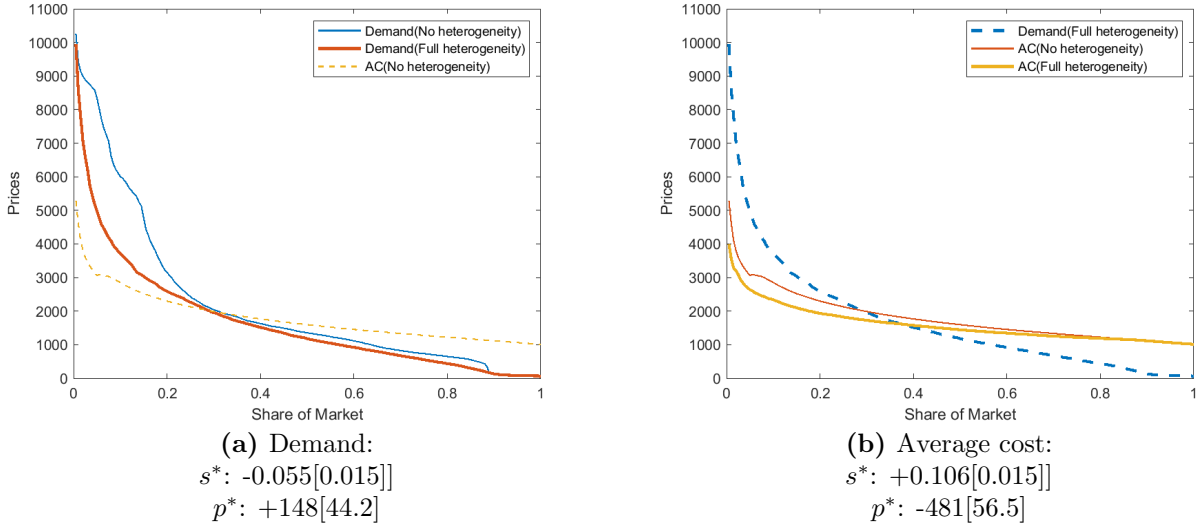 11000
10000
9000
8000
7000
6000
5000
4000
3000
2000
1000
0
Prices
Demand(No heterogeneity)
Demand(Full heterogeneity)
AC(No heterogeneity)
0 0.2 0.4 0.6 0.8 1
Share of Market
(a) Demand:
s*: -0.055[0.015]]
p*: +148[44.2]
11000
10000
9000
8000
7000
6000
5000
4000
3000
2000
1000
0
Prices
Demand(Full heterogeneity)
AC(No heterogeneity)
AC(Full heterogeneity)
0 0.2 0.4 0.6 0.8 1
Share of Market
(b) Average cost:
s*: +0.106[0.015]]
p*: -481[56.5]